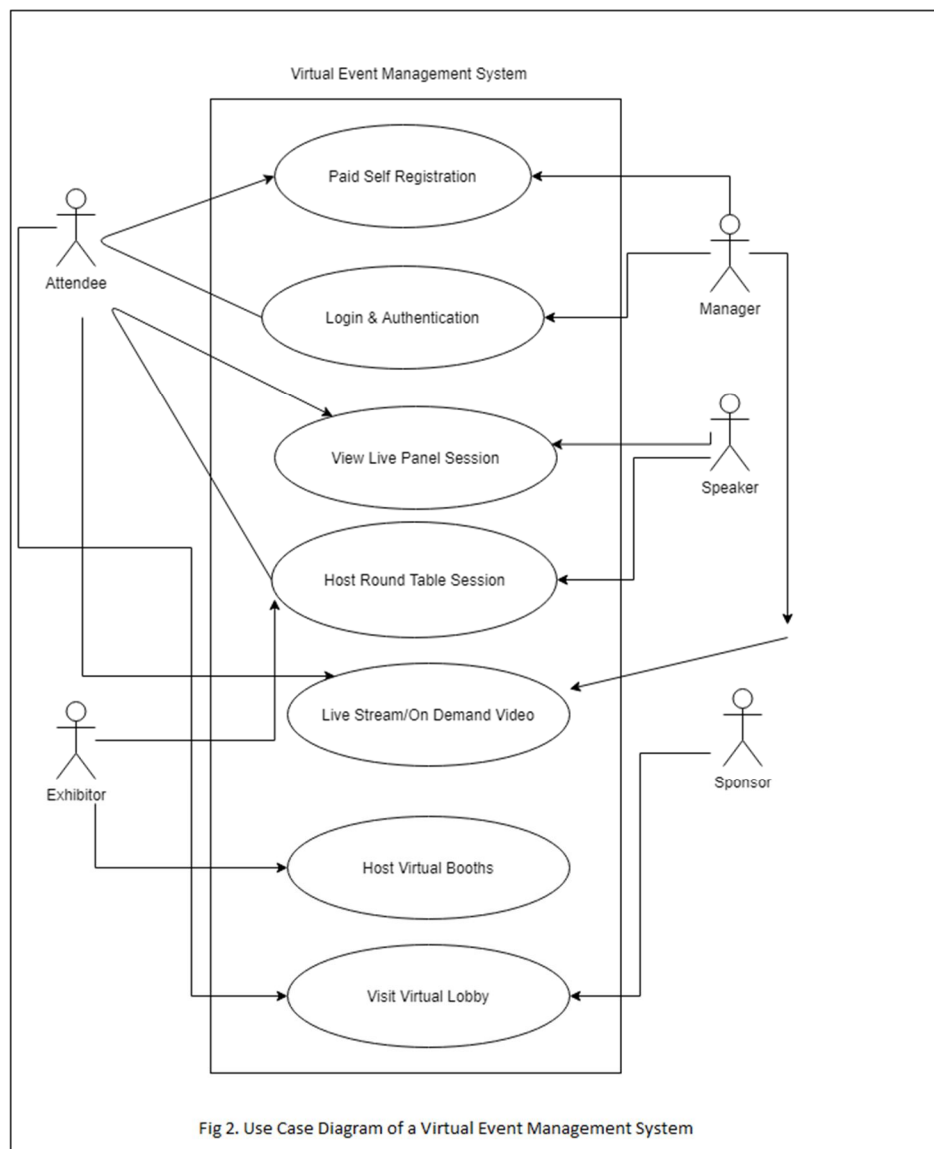 Virtual Event Management System
Paid Self Registration
Attendee
Manager
Login & Authentication
View Live Panel Session
Speaker
Host Round Table Session
Live Stream/On Demand Video
Exhibitor
Sponsor
Host Virtual Booths
Visit Virtual Lobby
Fig 2. Use Case Diagram of a Virtual Event Management System